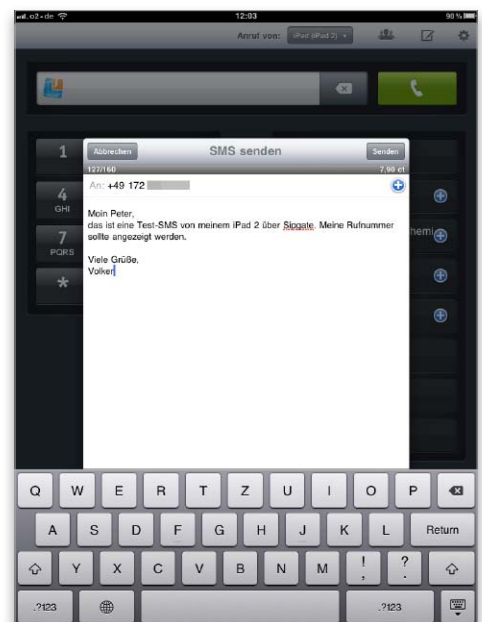 o2-de
12:03
90 %
Anruf von: iPad (iPad 2)
1
Abbrechen SMS senden Senden
127/160 7,90 ct
An: +49 172
4
GHI
Moin Peter,
das ist eine Test-SMS von meinem iPad 2 über Sipgate. Meine Rufnummer
sollte angezeigt werden.
7
PQRS
hemi
Viele Grüße,
Volker
*
Q W E R T Z U I O P
A S D F G H J K L Return
Y X C V B N M ! , ? .
.?123 .?123